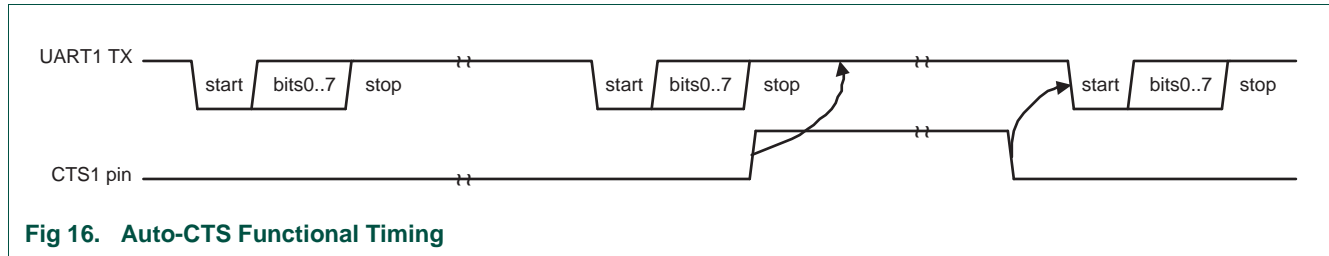 UART1 TX
start bits0..7 stop start bits0..7 stop start bits0..7 stop
CTS1 pin
Fig 16. Auto-CTS Functional Timing